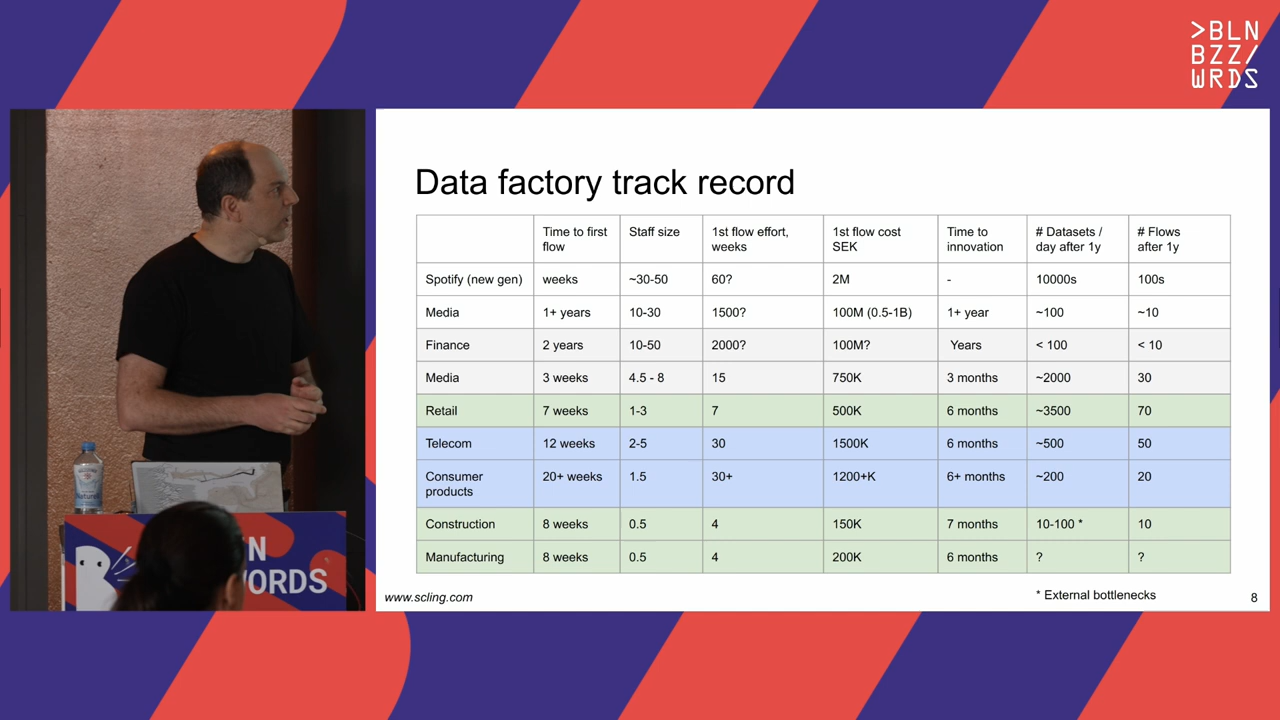 >BLN
BZZ/
WRDS
Data factory track record
Time to first flow | Staff size | 1st flow effort, weeks | 1st flow cost SEK | Time to innovation | # Datasets / day after 1y | # Flows after 1y
Spotify (new gen) | weeks | ~30-50 | 60? | 2M | - | 10000s | 100s
Media | 1+ years | 10-30 | 1500? | 100M (0.5-1B) | 1+ year | ~100 | ~10
Finance | 2 years | 10-50 | 2000? | 100M? | Years | < 100 | < 10
Media | 3 weeks | 4.5 - 8 | 15 | 750K | 3 months | ~2000 | 30
Retail | 7 weeks | 1-3 | 7 | 500K | 6 months | ~3500 | 70
Telecom | 12 weeks | 2-5 | 30 | 1500K | 6 months | ~500 | 50
Consumer products | 20+ weeks | 1.5 | 30+ | 1200+K | 6+ months | ~200 | 20
Construction | 8 weeks | 0.5 | 4 | 150K | 7 months | 10-100 * | 10
Manufacturing | 8 weeks | 0.5 | 4 | 200K | 6 months | ? | ?
www.scling.com
* External bottlenecks
8